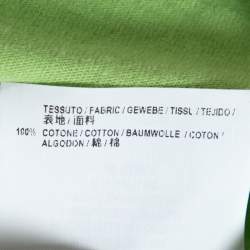 TESSUTO / FABRIC / GEWEBE / TISSU / TEJIDO /
表地 / 面料
100% COTONE / COTTON / BAUMWOLLE / COTON /
ALGODON / 綿 / 棉